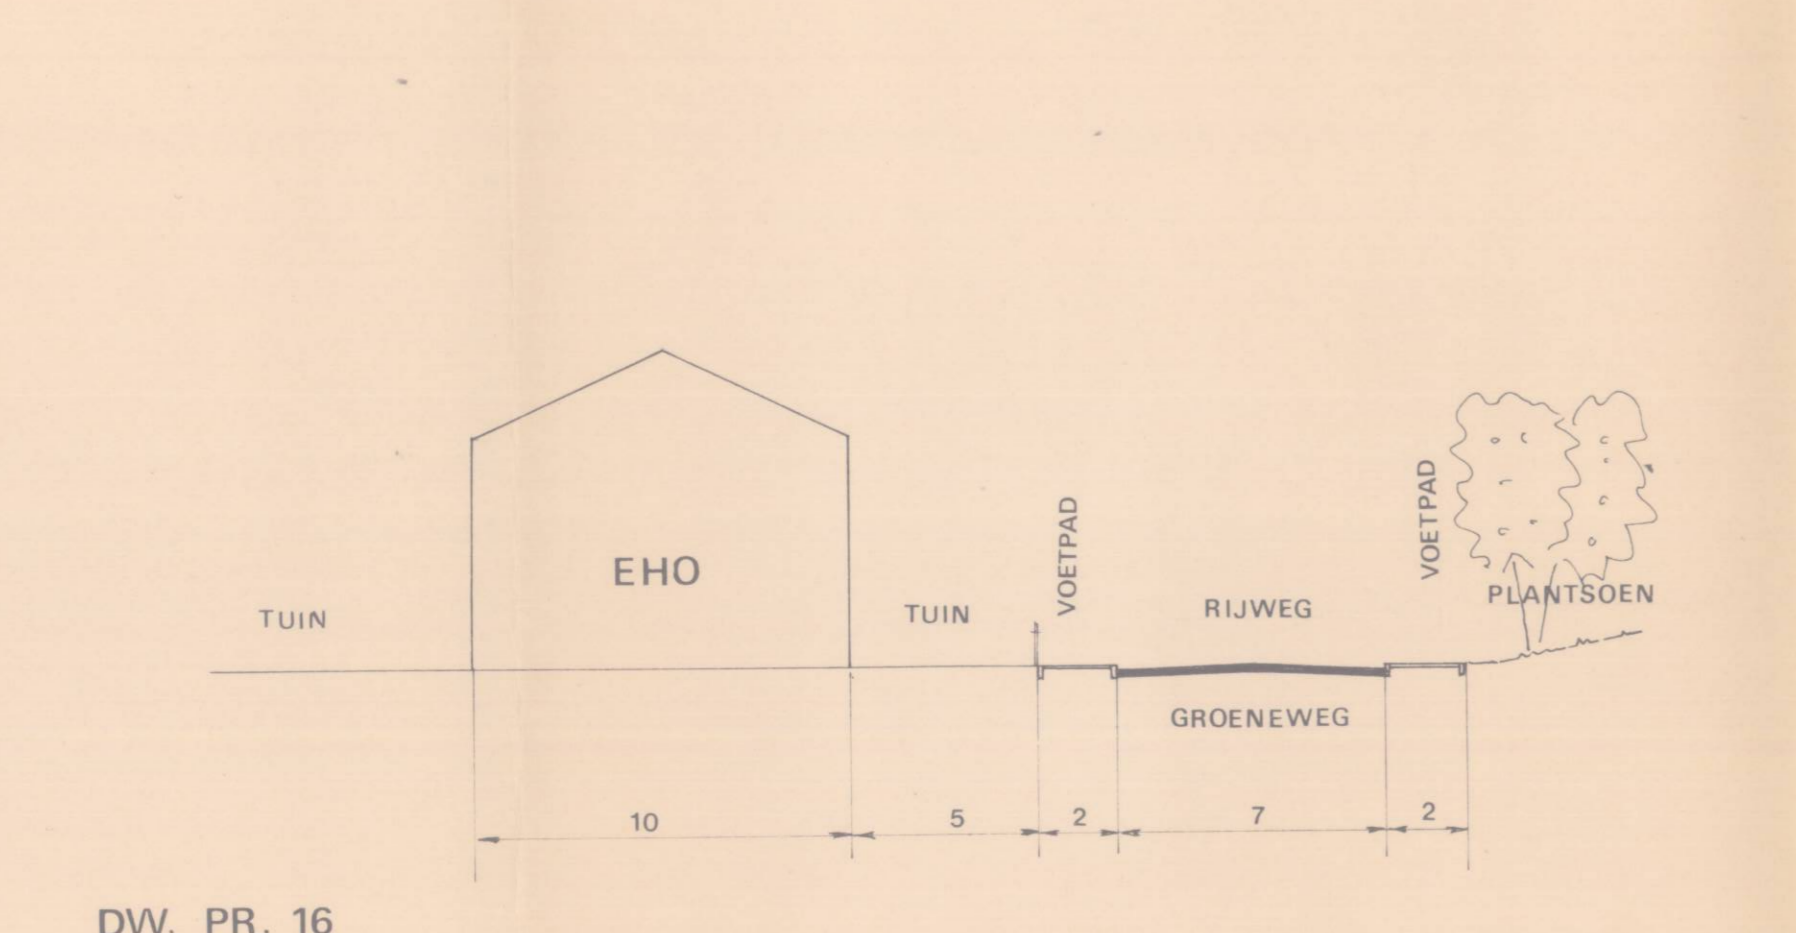 VOETPAD
VOETPAD
EHO
PLANTSOEN
TUIN
TUIN
RIJWEG
GROENEWEG
10
5
2
7
2
DW. PR. 16